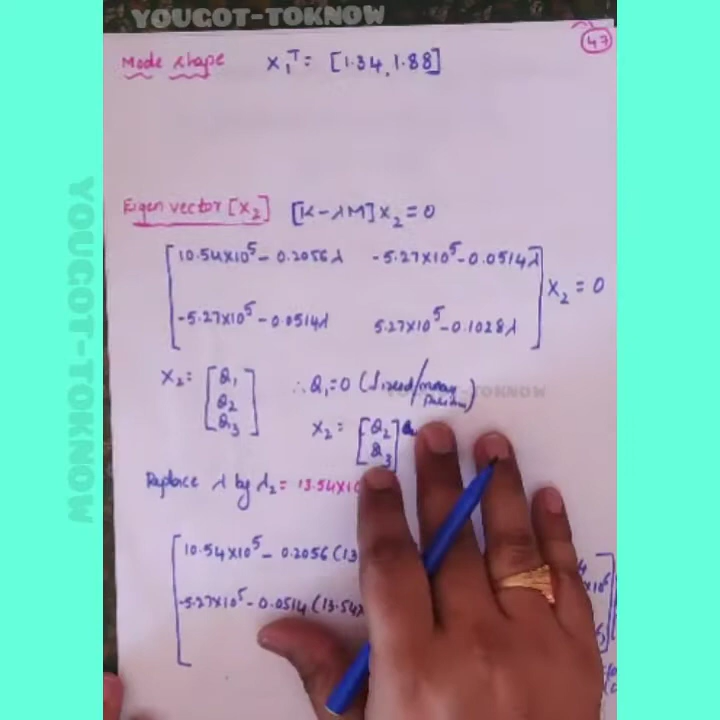 YOUGOT-TOKNOW
47
Mode shape X₁ᵀ = [1.34, 1.88]
Eigen vector [X₂] [K-λM]X₂ = 0
[10.54×10⁵ - 0.2056λ -5.27×10⁵ - 0.0514λ
-5.27×10⁵ - 0.0514λ 5.27×10⁵ - 0.1028λ] X₂ = 0
X₂ = [Q₁ Q₂ Q₃] ∴ Q₁ = 0 (fixed/
X₂ = [Q₂ Q₃]
Replace λ by λ₂ = 13.54×10
[10.54×10⁵ - 0.2056(13
-5.27×10⁵ - 0.0514(13.54×
YOUGOT-TOKNOW